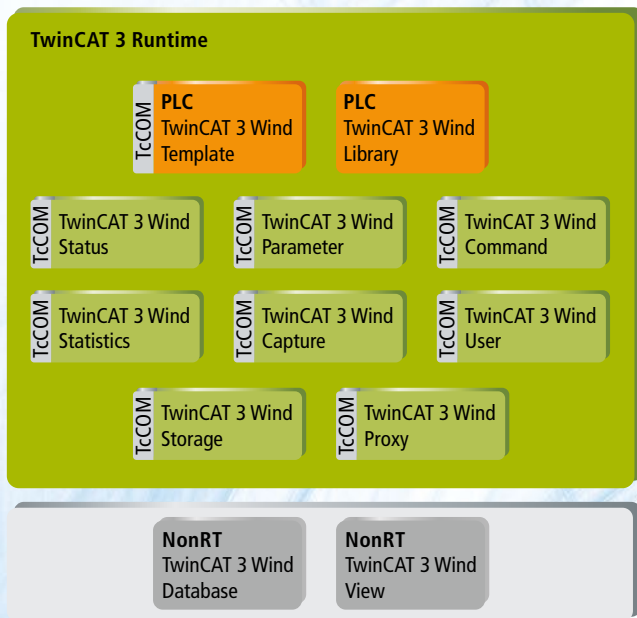 TwinCAT 3 Runtime
TcCOM
PLC
TwinCAT 3 Wind
Template
PLC
TwinCAT 3 Wind
Library
TcCOM
TwinCAT 3 Wind
Status
TcCOM
TwinCAT 3 Wind
Parameter
TcCOM
TwinCAT 3 Wind
Command
TcCOM
TwinCAT 3 Wind
Statistics
TcCOM
TwinCAT 3 Wind
Capture
TcCOM
TwinCAT 3 Wind
User
TcCOM
TwinCAT 3 Wind
Storage
TcCOM
TwinCAT 3 Wind
Proxy
NonRT
TwinCAT 3 Wind
Database
NonRT
TwinCAT 3 Wind
View